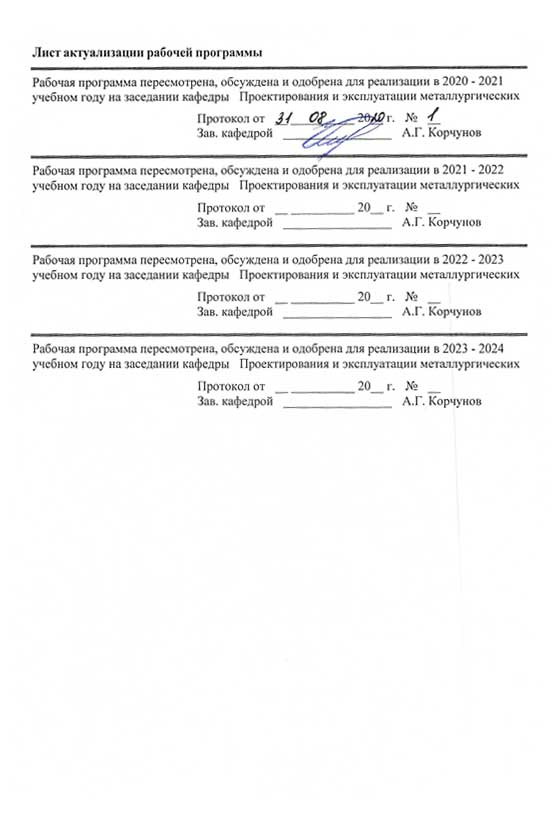 Лист актуализации рабочей программы
Рабочая программа пересмотрена, обсуждена и одобрена для реализации в 2020 - 2021
учебном году на заседании кафедры Проектирования и эксплуатации металлургических
Протокол от 31 08 2020 г. № 1
Зав. кафедрой ________________ А.Г. Корчунов
Рабочая программа пересмотрена, обсуждена и одобрена для реализации в 2021 - 2022
учебном году на заседании кафедры Проектирования и эксплуатации металлургических
Протокол от __ __________ 20__ г. № __
Зав. кафедрой ________________ А.Г. Корчунов
Рабочая программа пересмотрена, обсуждена и одобрена для реализации в 2022 - 2023
учебном году на заседании кафедры Проектирования и эксплуатации металлургических
Протокол от __ __________ 20__ г. № __
Зав. кафедрой ________________ А.Г. Корчунов
Рабочая программа пересмотрена, обсуждена и одобрена для реализации в 2023 - 2024
учебном году на заседании кафедры Проектирования и эксплуатации металлургических
Протокол от __ __________ 20__ г. № __
Зав. кафедрой ________________ А.Г. Корчунов